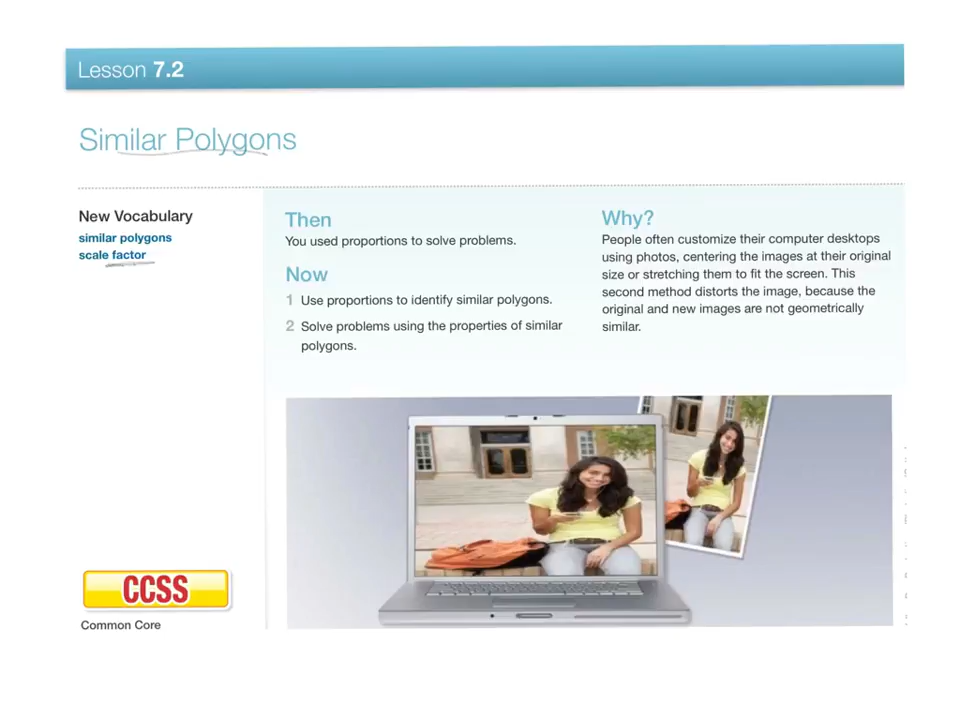 Lesson 7.2
Similar Polygons
New Vocabulary
similar polygons
scale factor
Then
You used proportions to solve problems.
Now
1 Use proportions to identify similar polygons.
2 Solve problems using the properties of similar
polygons.
Why?
People often customize their computer desktops
using photos, centering the images at their original
size or stretching them to fit the screen. This
second method distorts the image, because the
original and new images are not geometrically
similar.
CCSS
Common Core